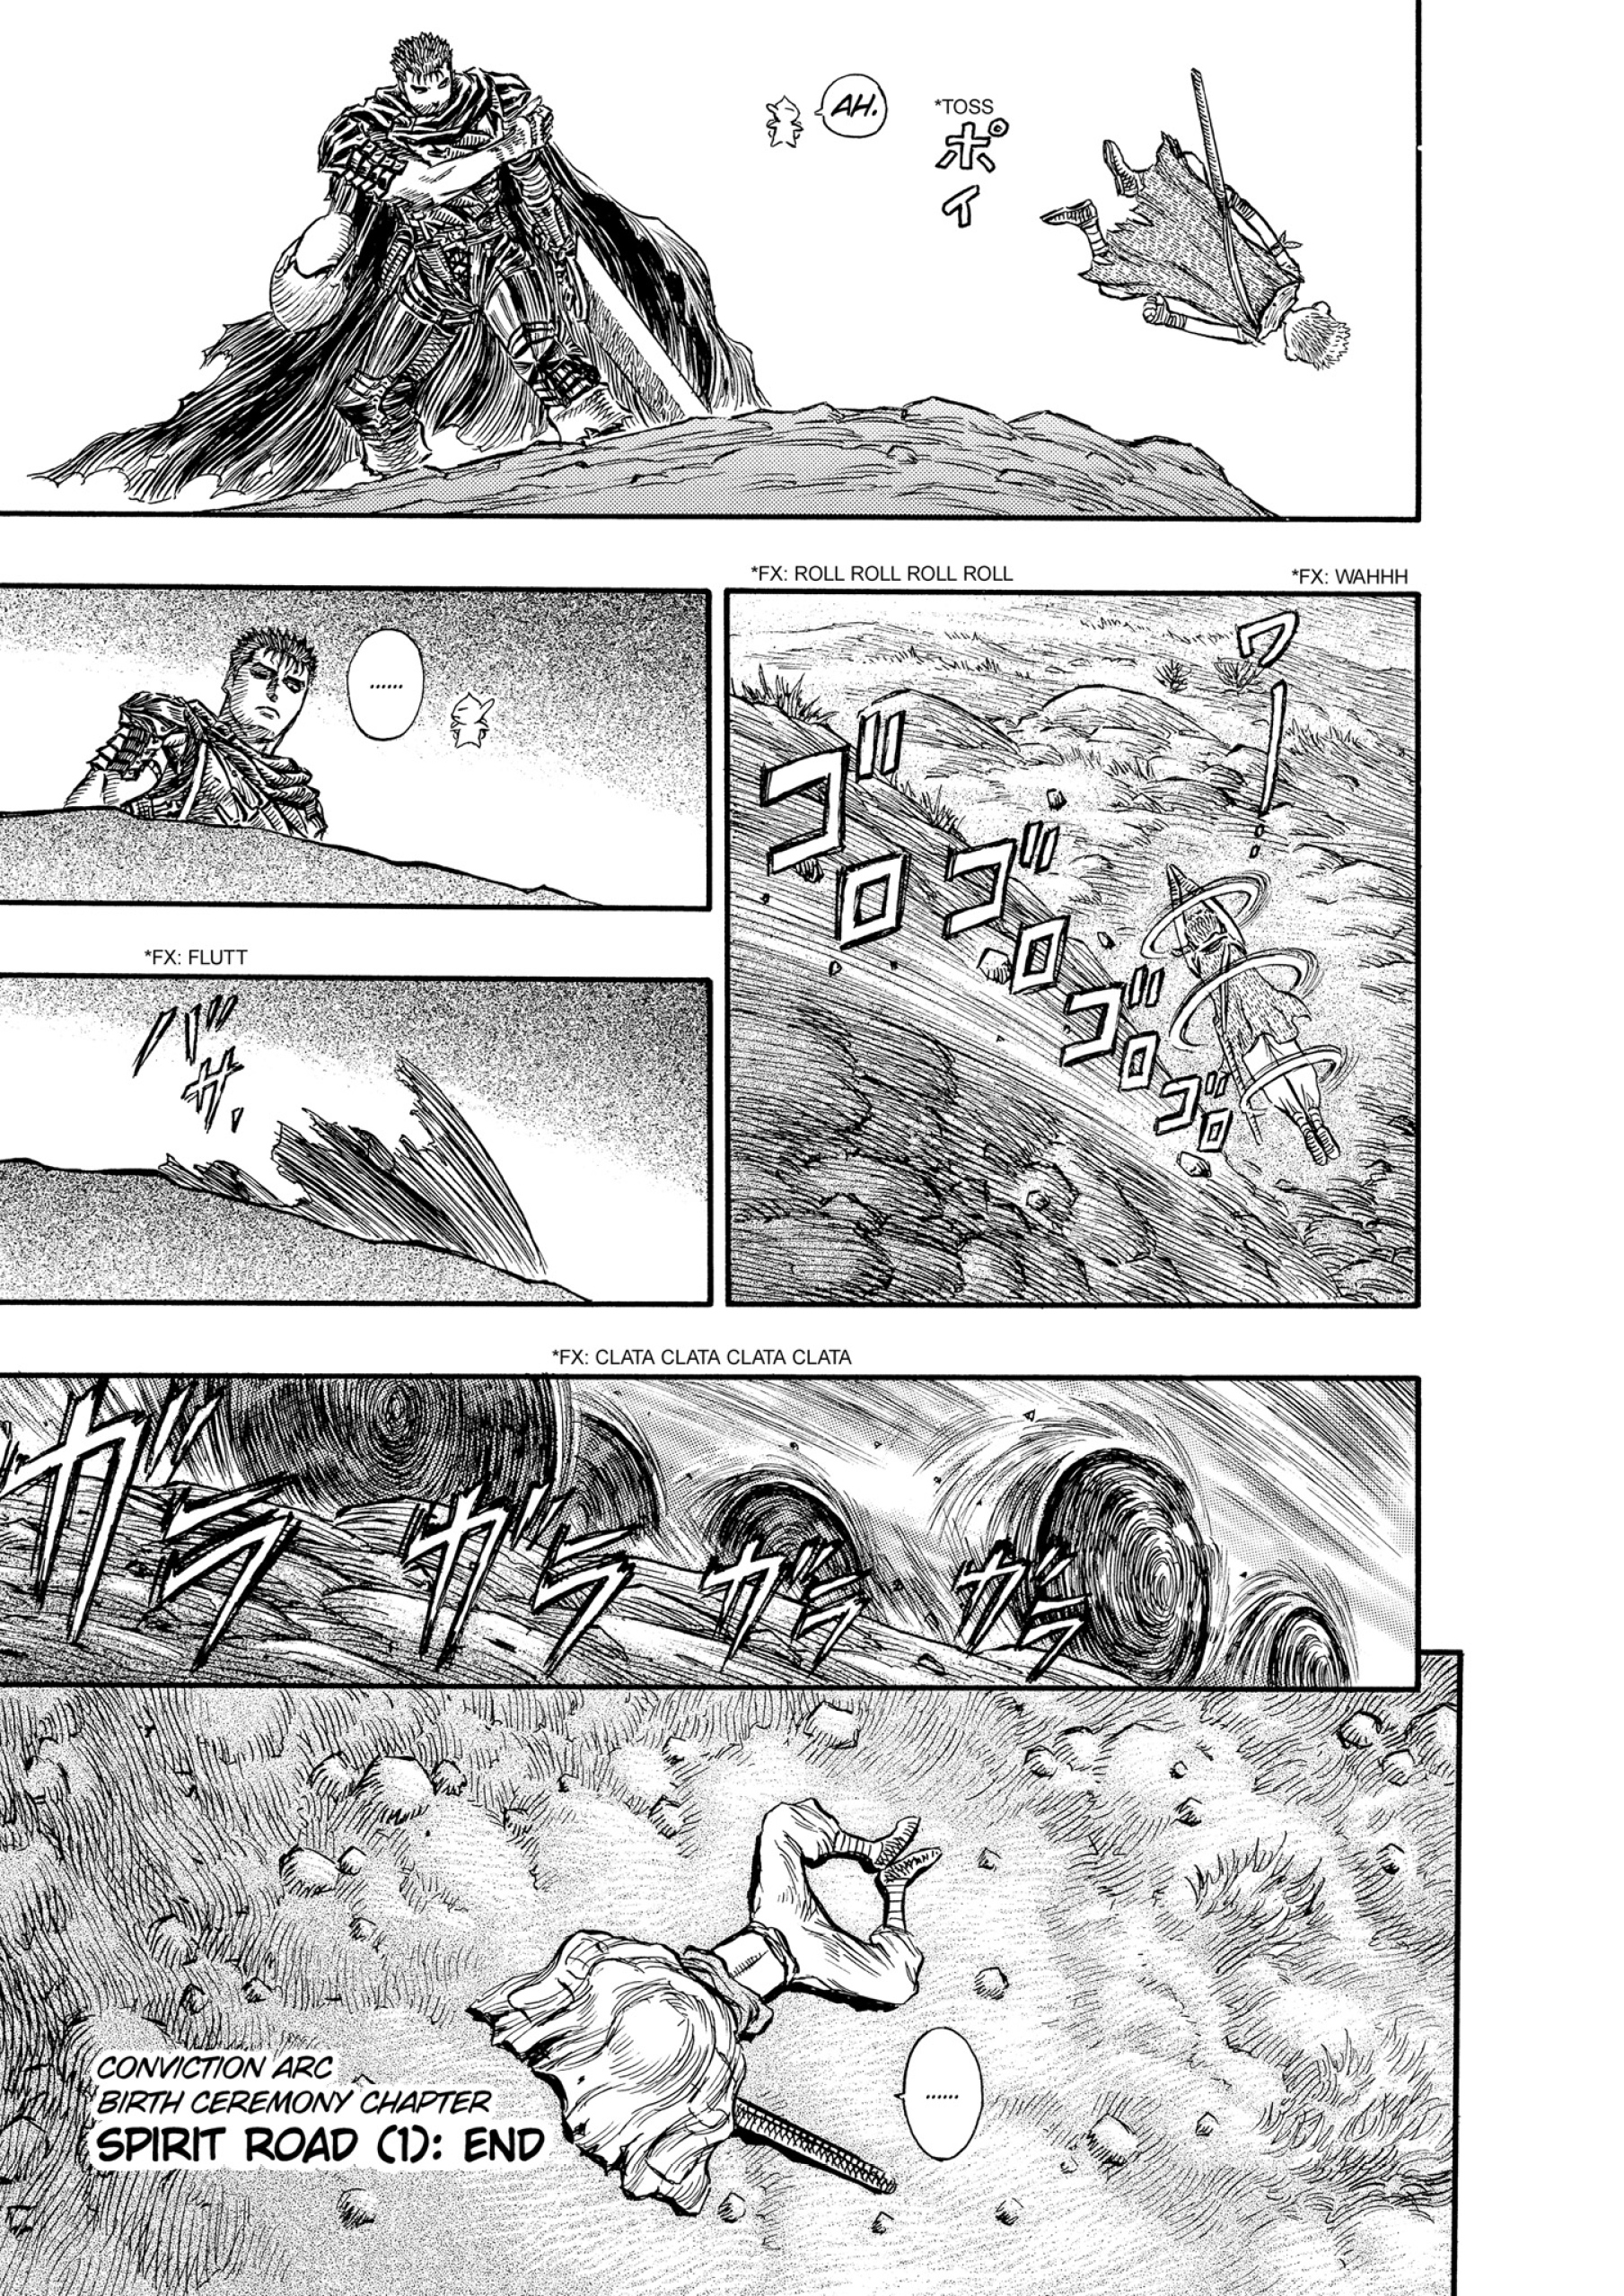 *TOSS
ポイ
AH.
*FX: WAHHH
ワー...
*FX: ROLL ROLL ROLL ROLL
ゴロゴロゴロゴロ
......
*FX: FLUTT
バサ
*FX: CLATA CLATA CLATA CLATA
ガラガラガラガラ
......
CONVICTION ARC
BIRTH CEREMONY CHAPTER
SPIRIT ROAD (1): END